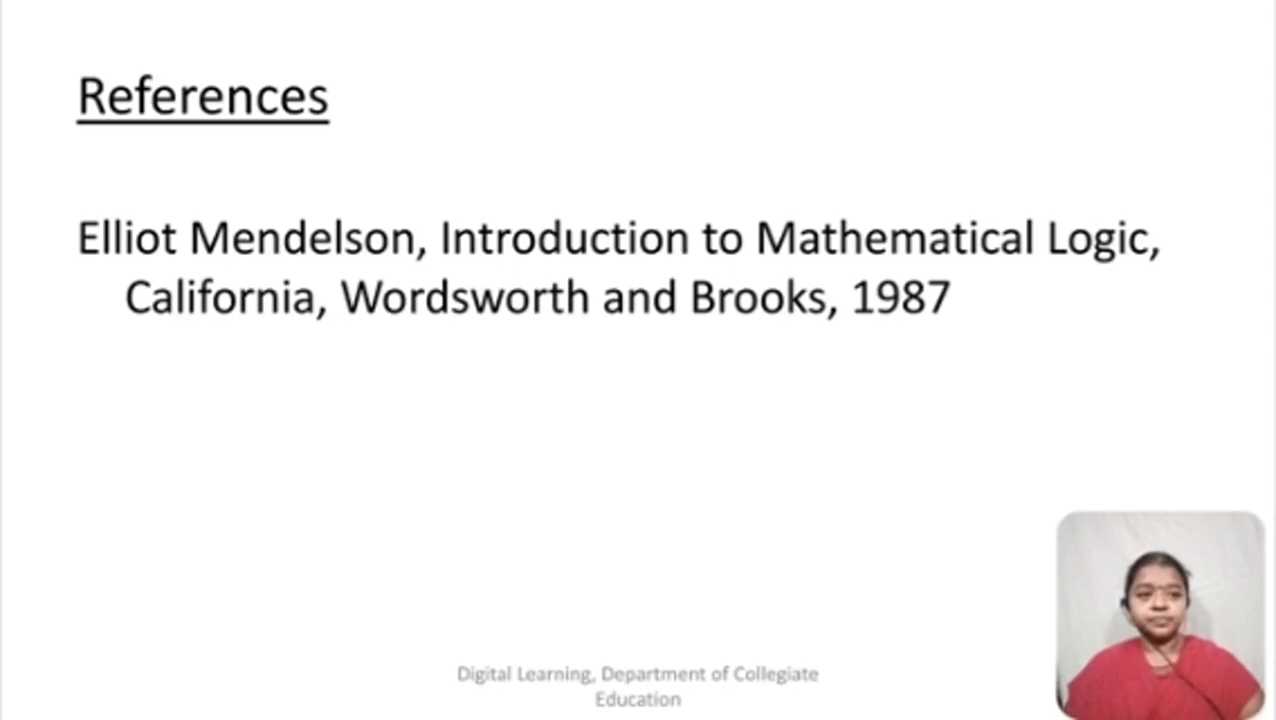 References
Elliot Mendelson, Introduction to Mathematical Logic,
California, Wordsworth and Brooks, 1987
Digital Learning, Department of Collegiate
Education